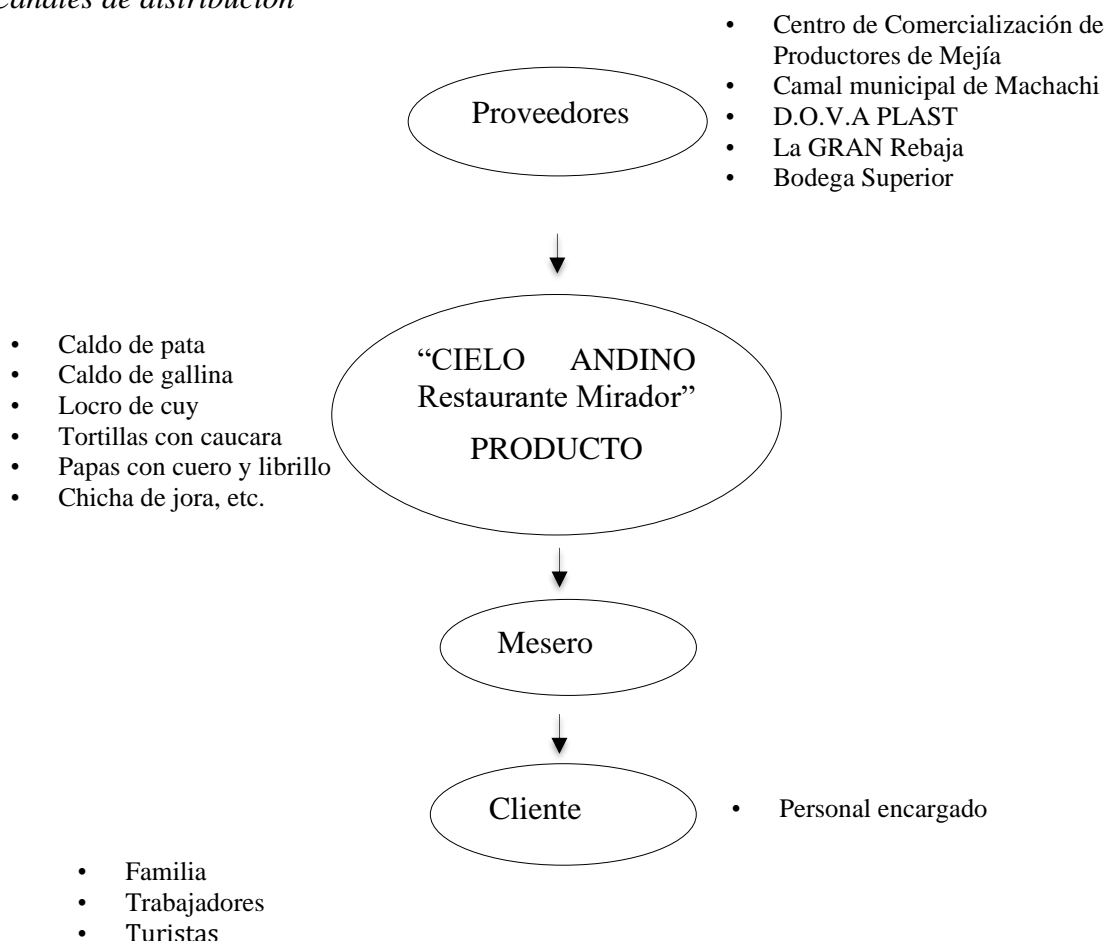 Canales de distribución
• Centro de Comercialización de
Productores de Mejía
• Camal municipal de Machachi
• D.O.V.A PLAST
• La GRAN Rebaja
• Bodega Superior
Proveedores
• Caldo de pata
• Caldo de gallina
• Locro de cuy
• Tortillas con caucara
• Papas con cuero y librillo
• Chicha de jora, etc.
“CIELO ANDINO
Restaurante Mirador”
PRODUCTO
Mesero
Cliente
• Personal encargado
• Familia
• Trabajadores
• Turistas